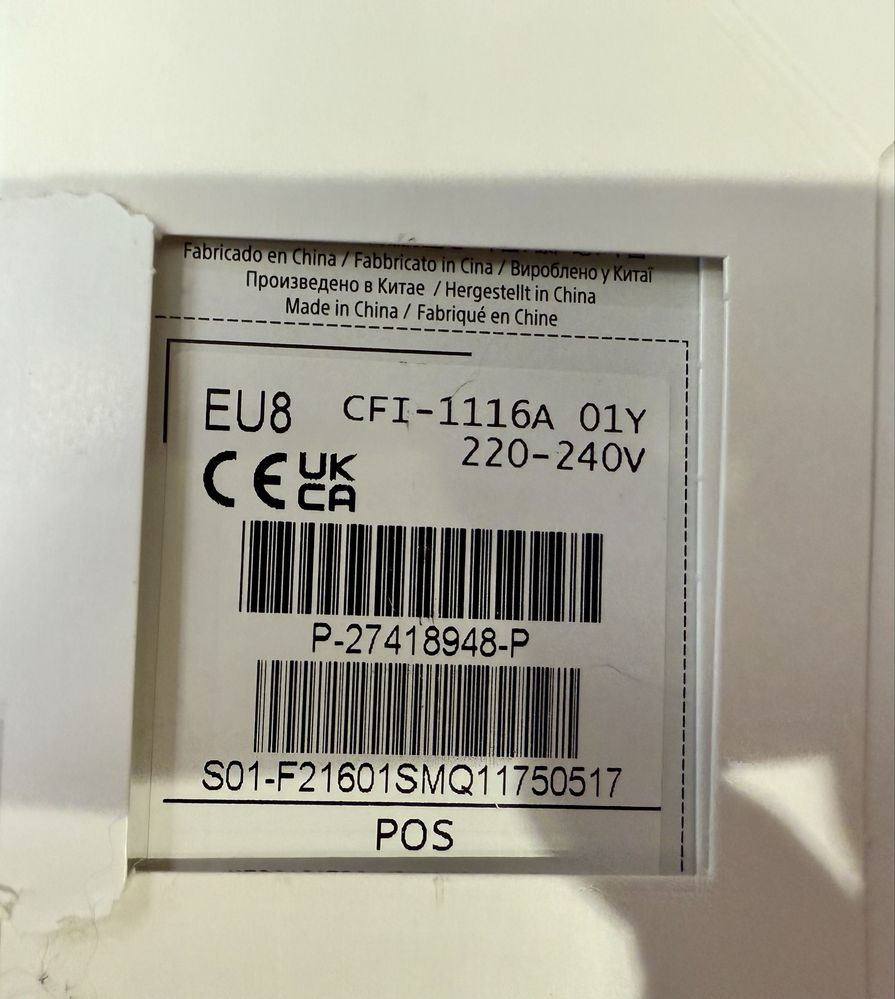 Fabricado en China / Fabbricato in Cina / Вироблено у Китаї
Произведено в Китае / Hergestellt in China
Made in China / Fabriqué en Chine
EU8 CFI-1116A 01Y
220-240V
CE UK
CA
P-27418948-P
S01-F21601SMQ11750517
POS